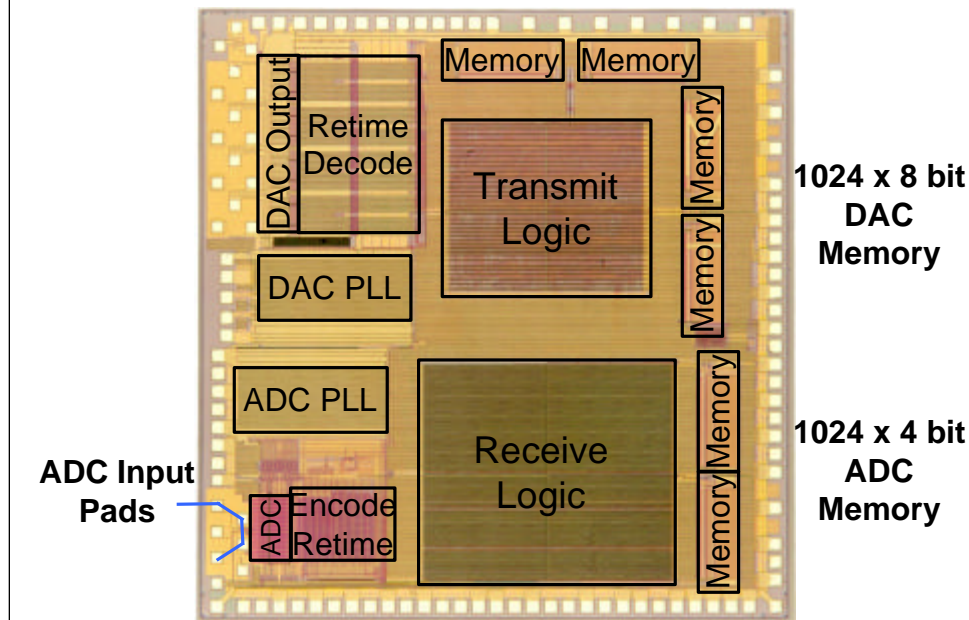 Memory
Memory
DAC Output
Retime
Decode
Memory
Transmit
Logic
1024 x 8 bit
DAC
Memory
Memory
DAC PLL
ADC PLL
Memory
Receive
Logic
1024 x 4 bit
ADC
Memory
ADC Input
Pads
ADC
Encode
Retime
Memory